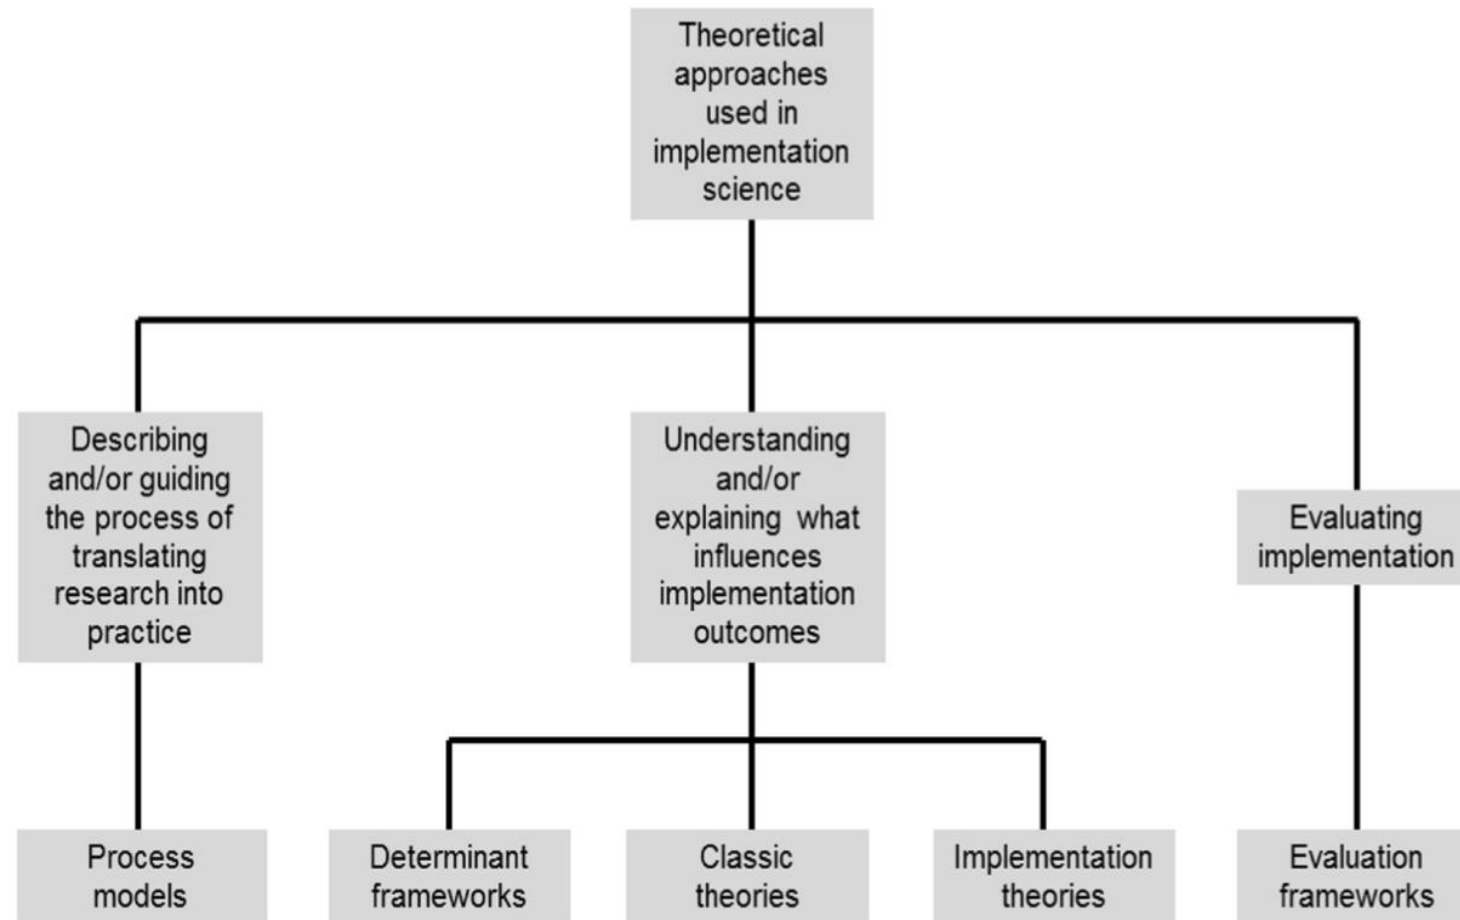 Theoretical
approaches
used in
implementation
science
Describing
and/or guiding
the process of
translating
research into
practice
Understanding
and/or
explaining what
influences
implementation
outcomes
Evaluating
implementation
Process
models
Determinant
frameworks
Classic
theories
Implementation
theories
Evaluation
frameworks